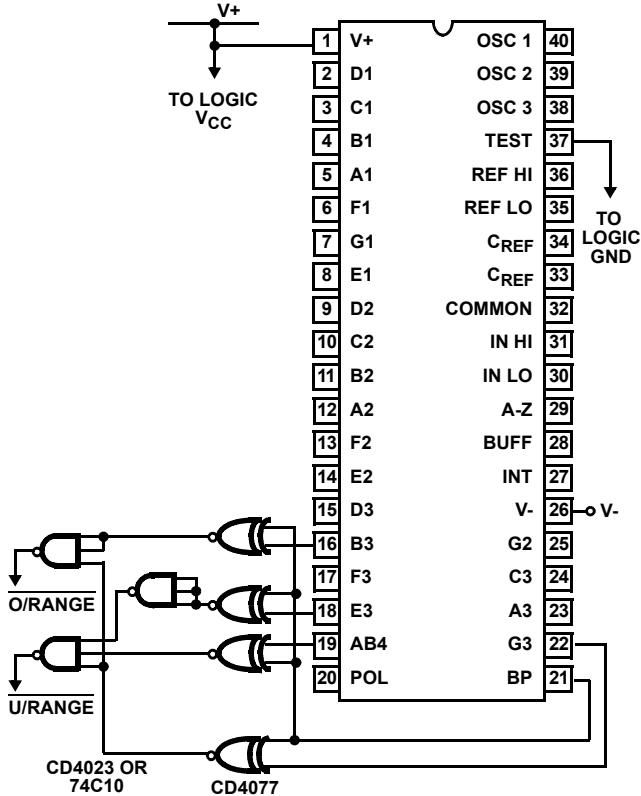 V+
1 V+ OSC 1 40
2 D1 OSC 2 39
TO LOGIC
VCC
3 C1 OSC 3 38
4 B1 TEST 37
5 A1 REF HI 36
6 F1 REF LO 35
TO
LOGIC
GND
7 G1 CREF 34
8 E1 CREF 33
9 D2 COMMON 32
10 C2 IN HI 31
11 B2 IN LO 30
12 A2 A-Z 29
13 F2 BUFF 28
14 E2 INT 27
15 D3 V- 26 V-
16 B3 G2 25
17 F3 C3 24
O/RANGE
18 E3 A3 23
19 AB4 G3 22
20 POL BP 21
U/RANGE
CD4023 OR
74C10
CD4077